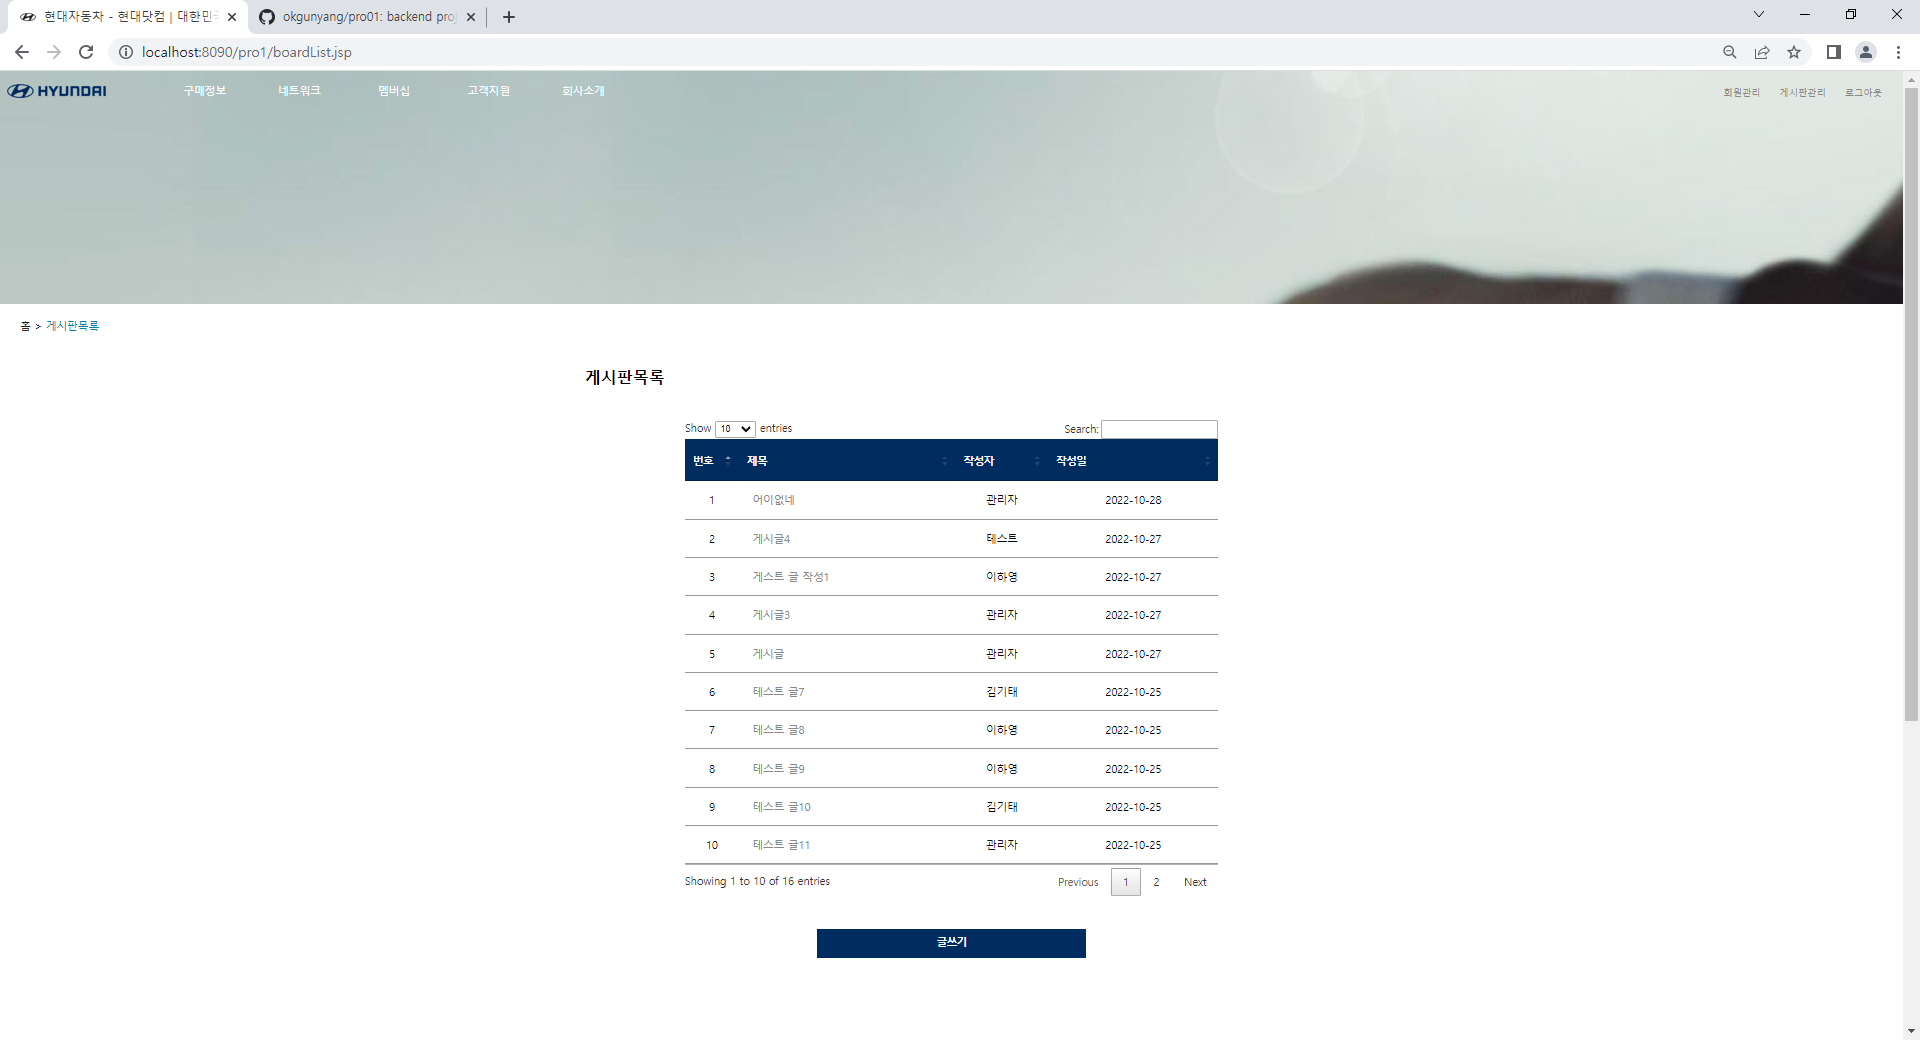 현대자동차 - 현대닷컴 | 대한민국
okgunyang/pro01: backend proj
localhost:8090/pro1/boardList.jsp
HYUNDAI 구매정보 네트워크 멤버십 고객지원 회사소개 회원관리 게시판관리 로그아웃
홈 > 게시판목록
게시판목록
Show 10 entries Search:
번호 제목 작성자 작성일
1 어이없네 관리자 2022-10-28
2 게시글4 테스트 2022-10-27
3 게스트 글 작성1 이하영 2022-10-27
4 게시글3 관리자 2022-10-27
5 게시글 관리자 2022-10-27
6 테스트 글7 김기태 2022-10-25
7 테스트 글8 이하영 2022-10-25
8 테스트 글9 이하영 2022-10-25
9 테스트 글10 김기태 2022-10-25
10 테스트 글11 관리자 2022-10-25
Showing 1 to 10 of 16 entries Previous 1 2 Next
글쓰기